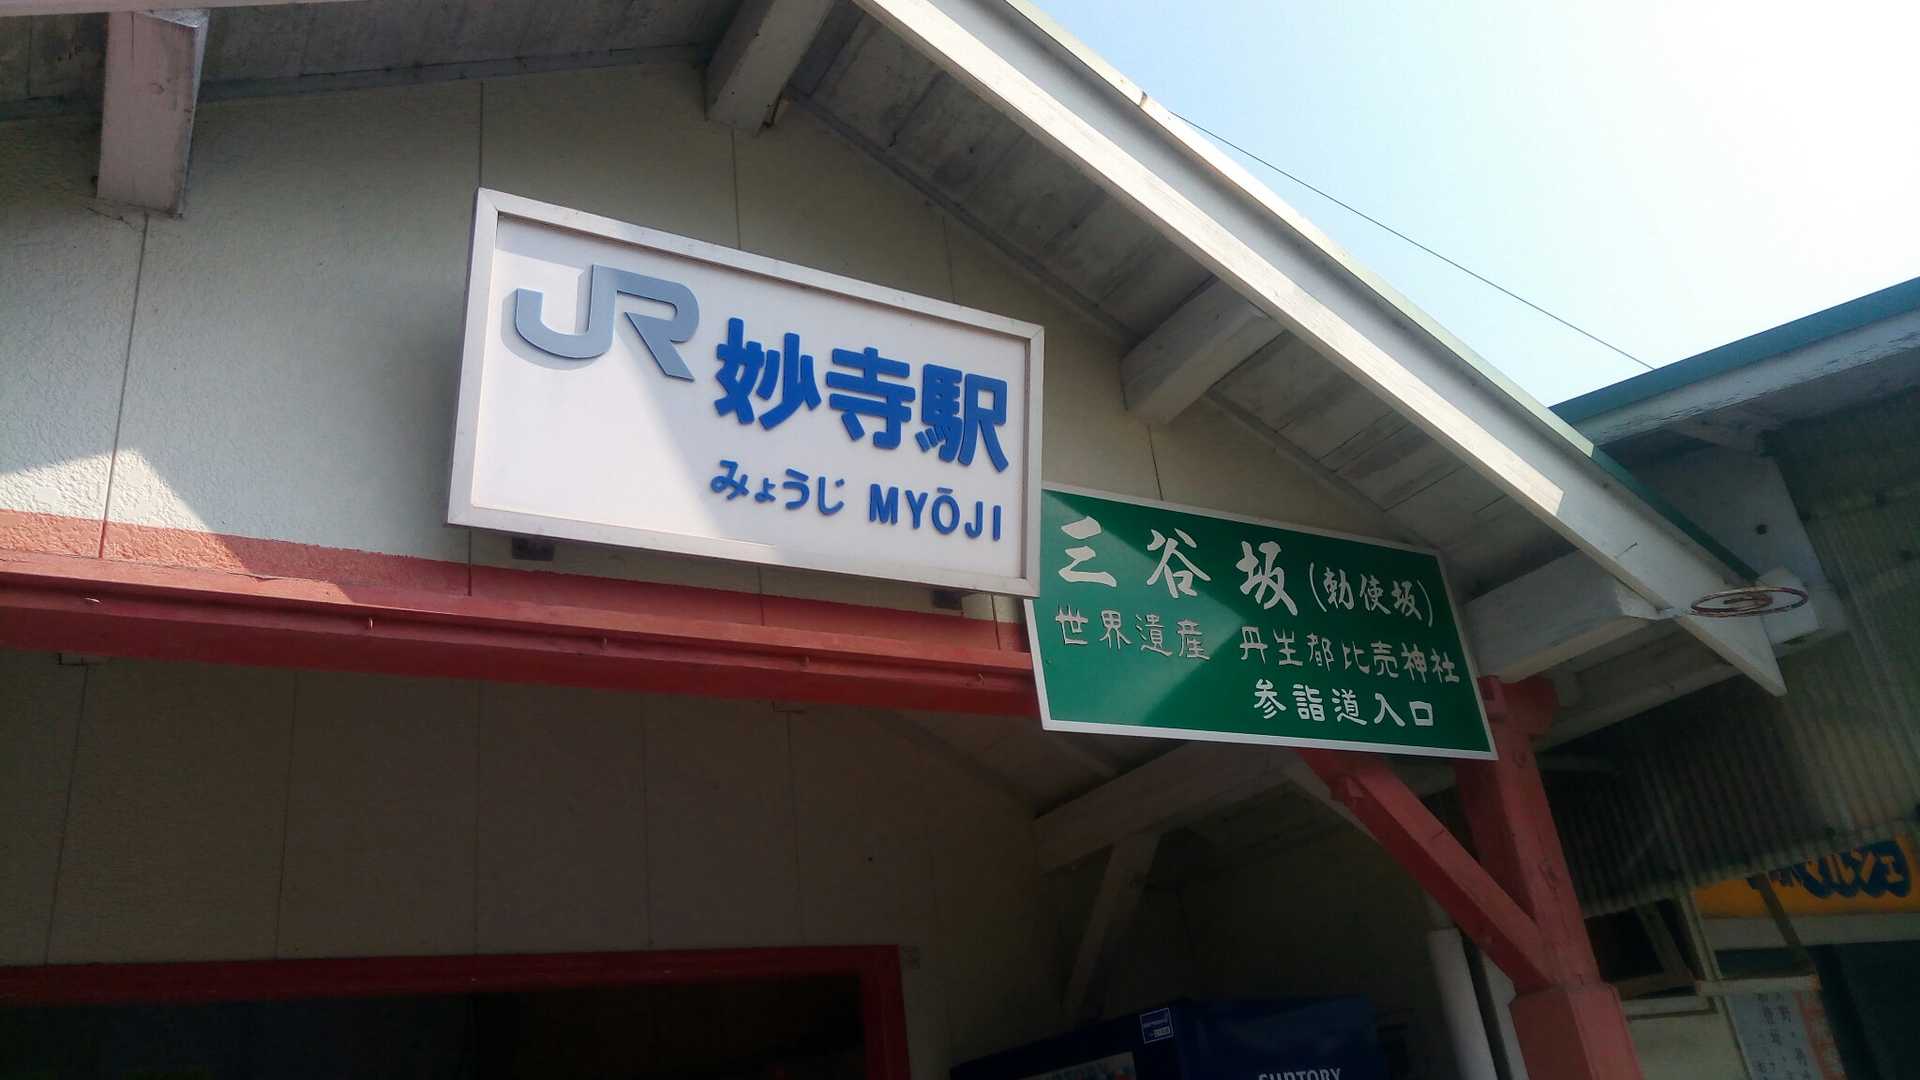 JR 妙寺駅
みょうじ MYŌJI
三谷坂(勅使坂)
世界遺産 丹生都比売神社
参詣道入口
SUNTORY